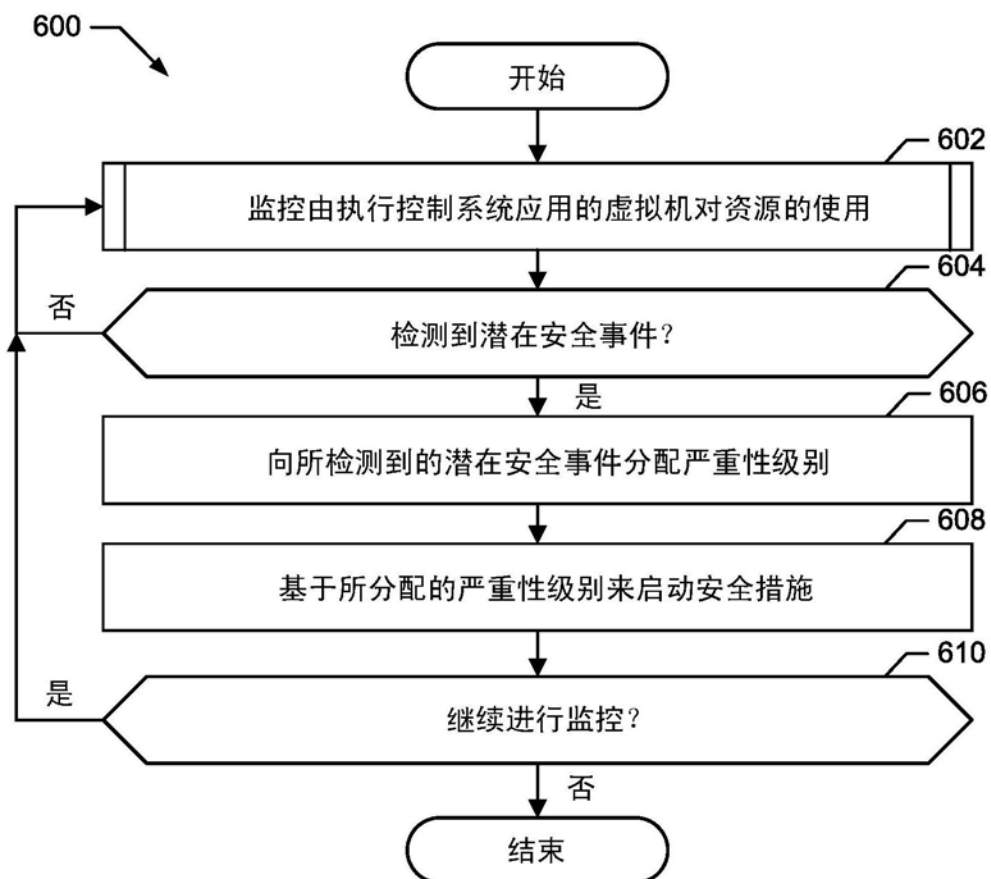 600
开始
602
监控由执行控制系统应用的虚拟机对资源的使用
604
否
检测到潜在安全事件?
是
606
向所检测到的潜在安全事件分配严重性级别
608
基于所分配的严重性级别来启动安全措施
610
是
继续进行监控?
否
结束